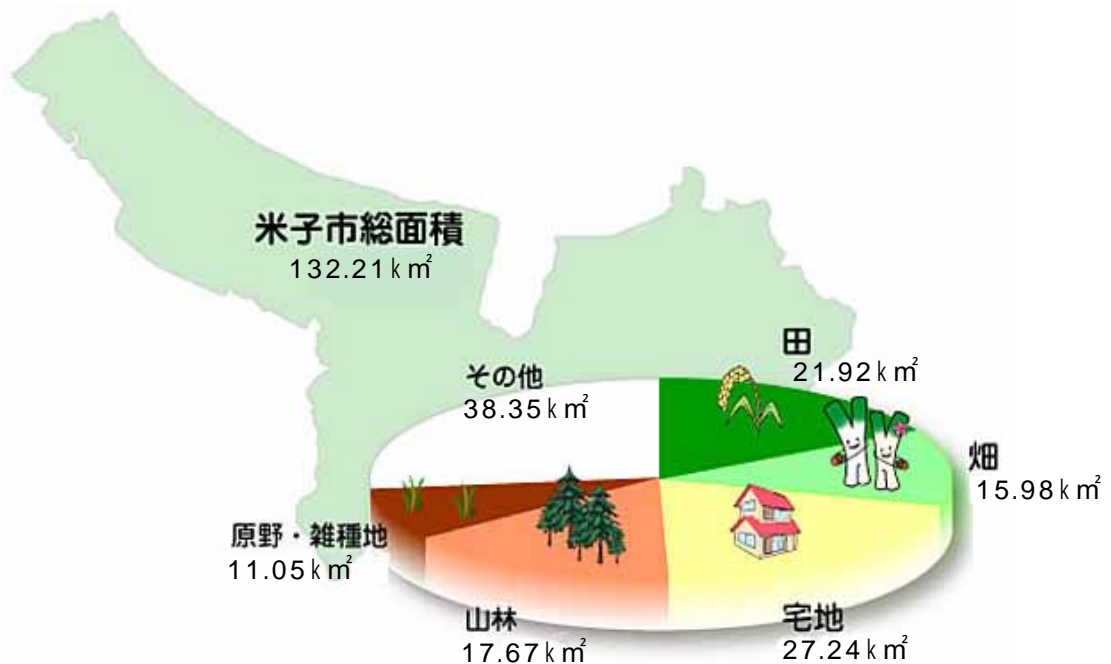 米子市総面積
132.21k㎡
田
21.92k㎡
その他
38.35k㎡
畑
15.98k㎡
原野・雑種地
11.05k㎡
山林
17.67k㎡
宅地
27.24k㎡